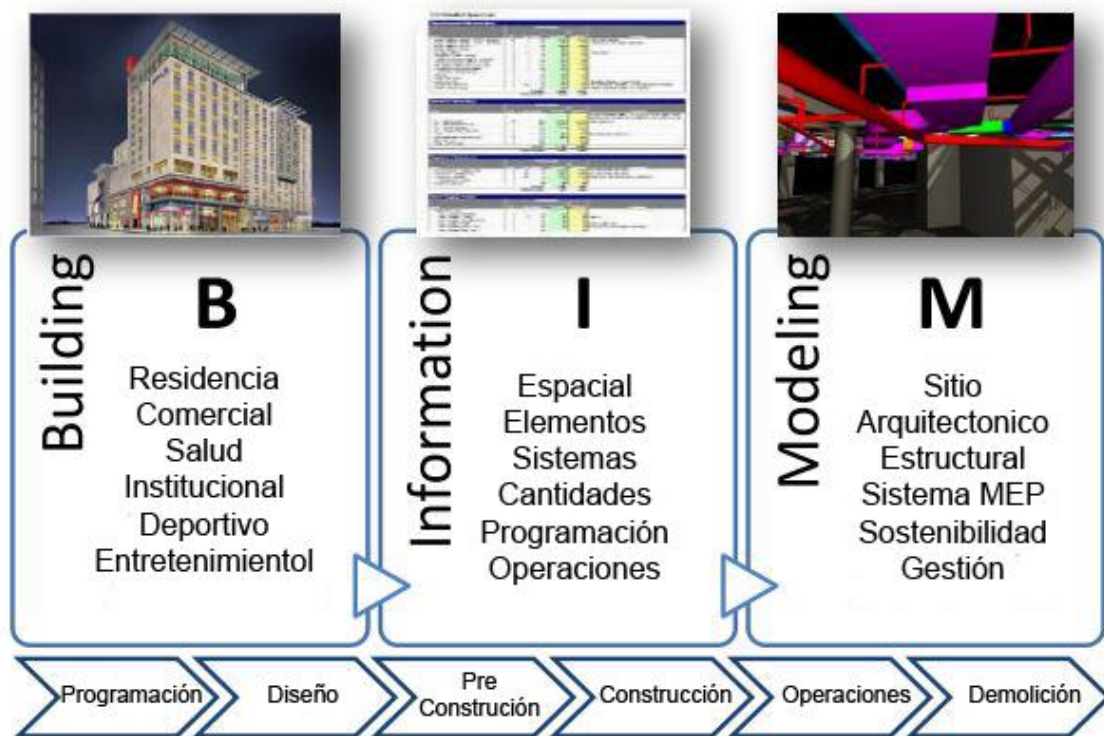 Building
B
Residencia
Comercial
Salud
Institucional
Deportivo
Entretenimientol
Information
I
Espacial
Elementos
Sistemas
Cantidades
Programación
Operaciones
Modeling
M
Sitio
Arquitectonico
Estructural
Sistema MEP
Sostenibilidad
Gestión
Programación
Diseño
Pre
Construción
Construcción
Operaciones
Demolición